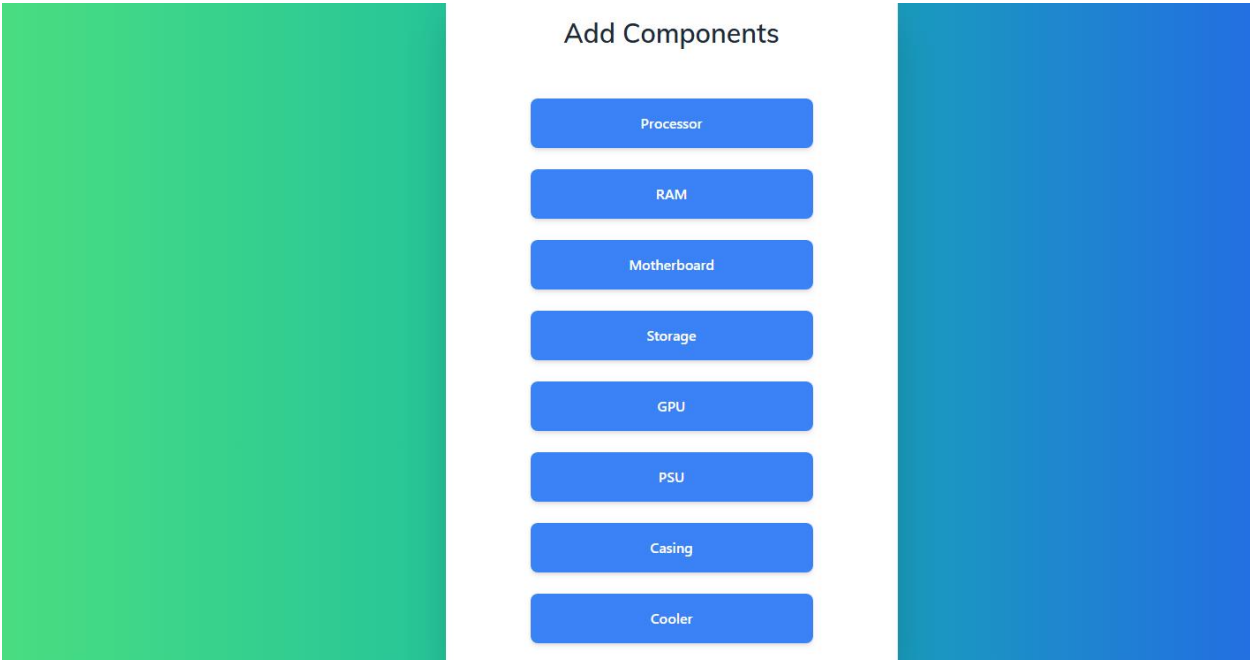 Add Components
Processor
RAM
Motherboard
Storage
GPU
PSU
Casing
Cooler